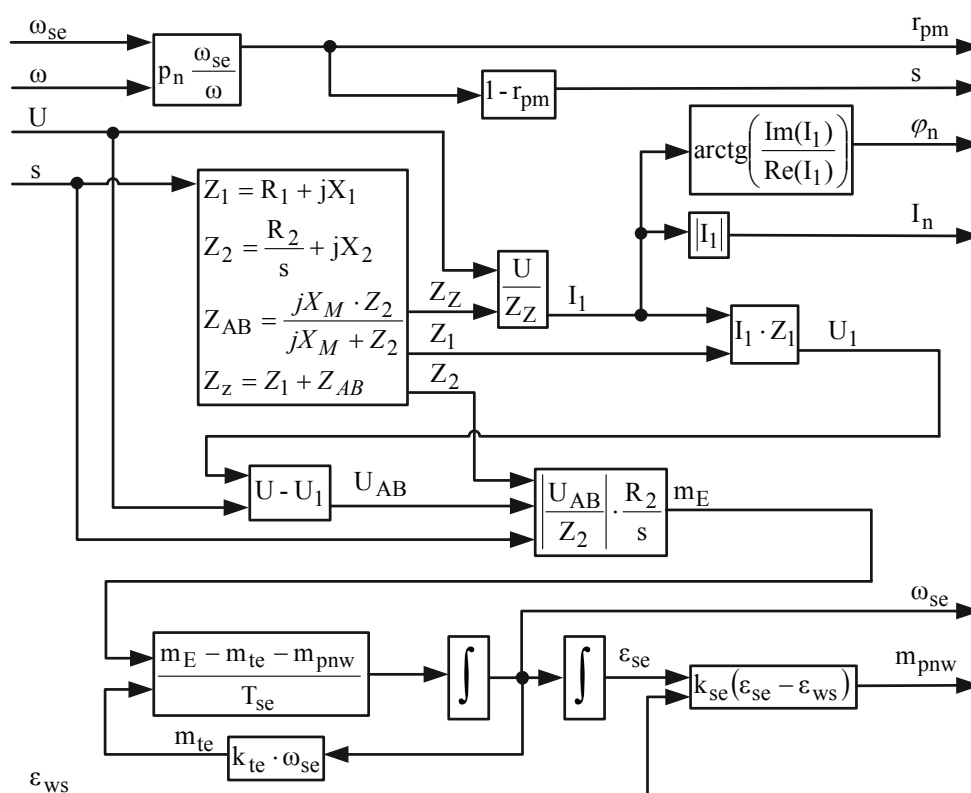 ω_se
r_pm
p_n ω_se/ω
ω
s
1 - r_pm
U
arctg(Im(I_1)/Re(I_1))
φ_n
s
Z_1 = R_1 + jX_1
Z_2 = R_2/s + jX_2
Z_AB = jX_M · Z_2/jX_M + Z_2
Z_z = Z_1 + Z_AB
|I_1|
I_n
U/Z_Z
Z_Z
I_1
Z_1
I_1 · Z_1
U_1
Z_2
U - U_1
U_AB
|U_AB/Z_2| · R_2/s
m_E
ω_se
m_E − m_te − m_pnw/T_se
∫
∫
ε_se
k_se(ε_se − ε_ws)
m_pnw
m_te
k_te · ω_se
ε_ws